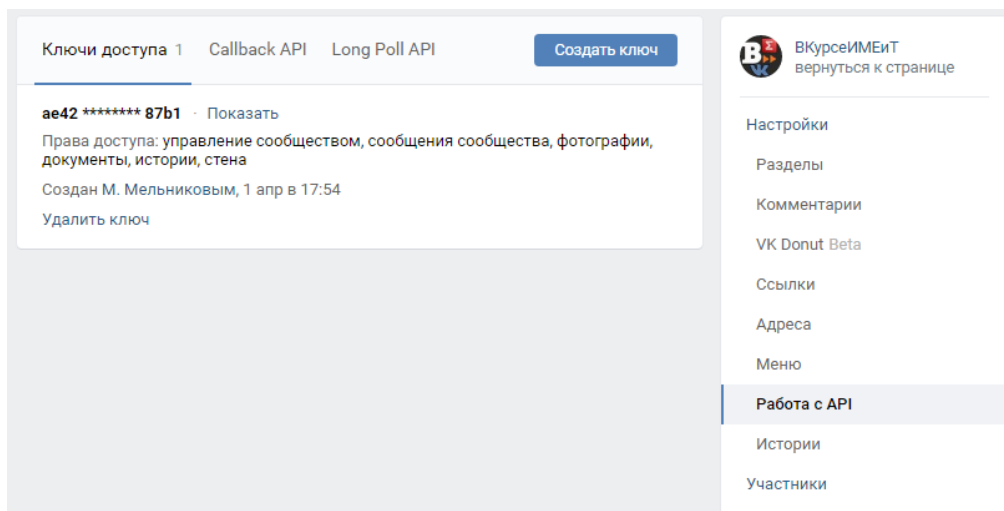 Ключи доступа 1 Callback API Long Poll API Создать ключ
ae42 ******** 87b1 · Показать
Права доступа: управление сообществом, сообщения сообщества, фотографии,
документы, истории, стена
Создан М. Мельниковым, 1 апр в 17:54
Удалить ключ
ВКурсеИМЕиТ
вернуться к странице
Настройки
Разделы
Комментарии
VK Donut Beta
Ссылки
Адреса
Меню
Работа с API
Истории
Участники